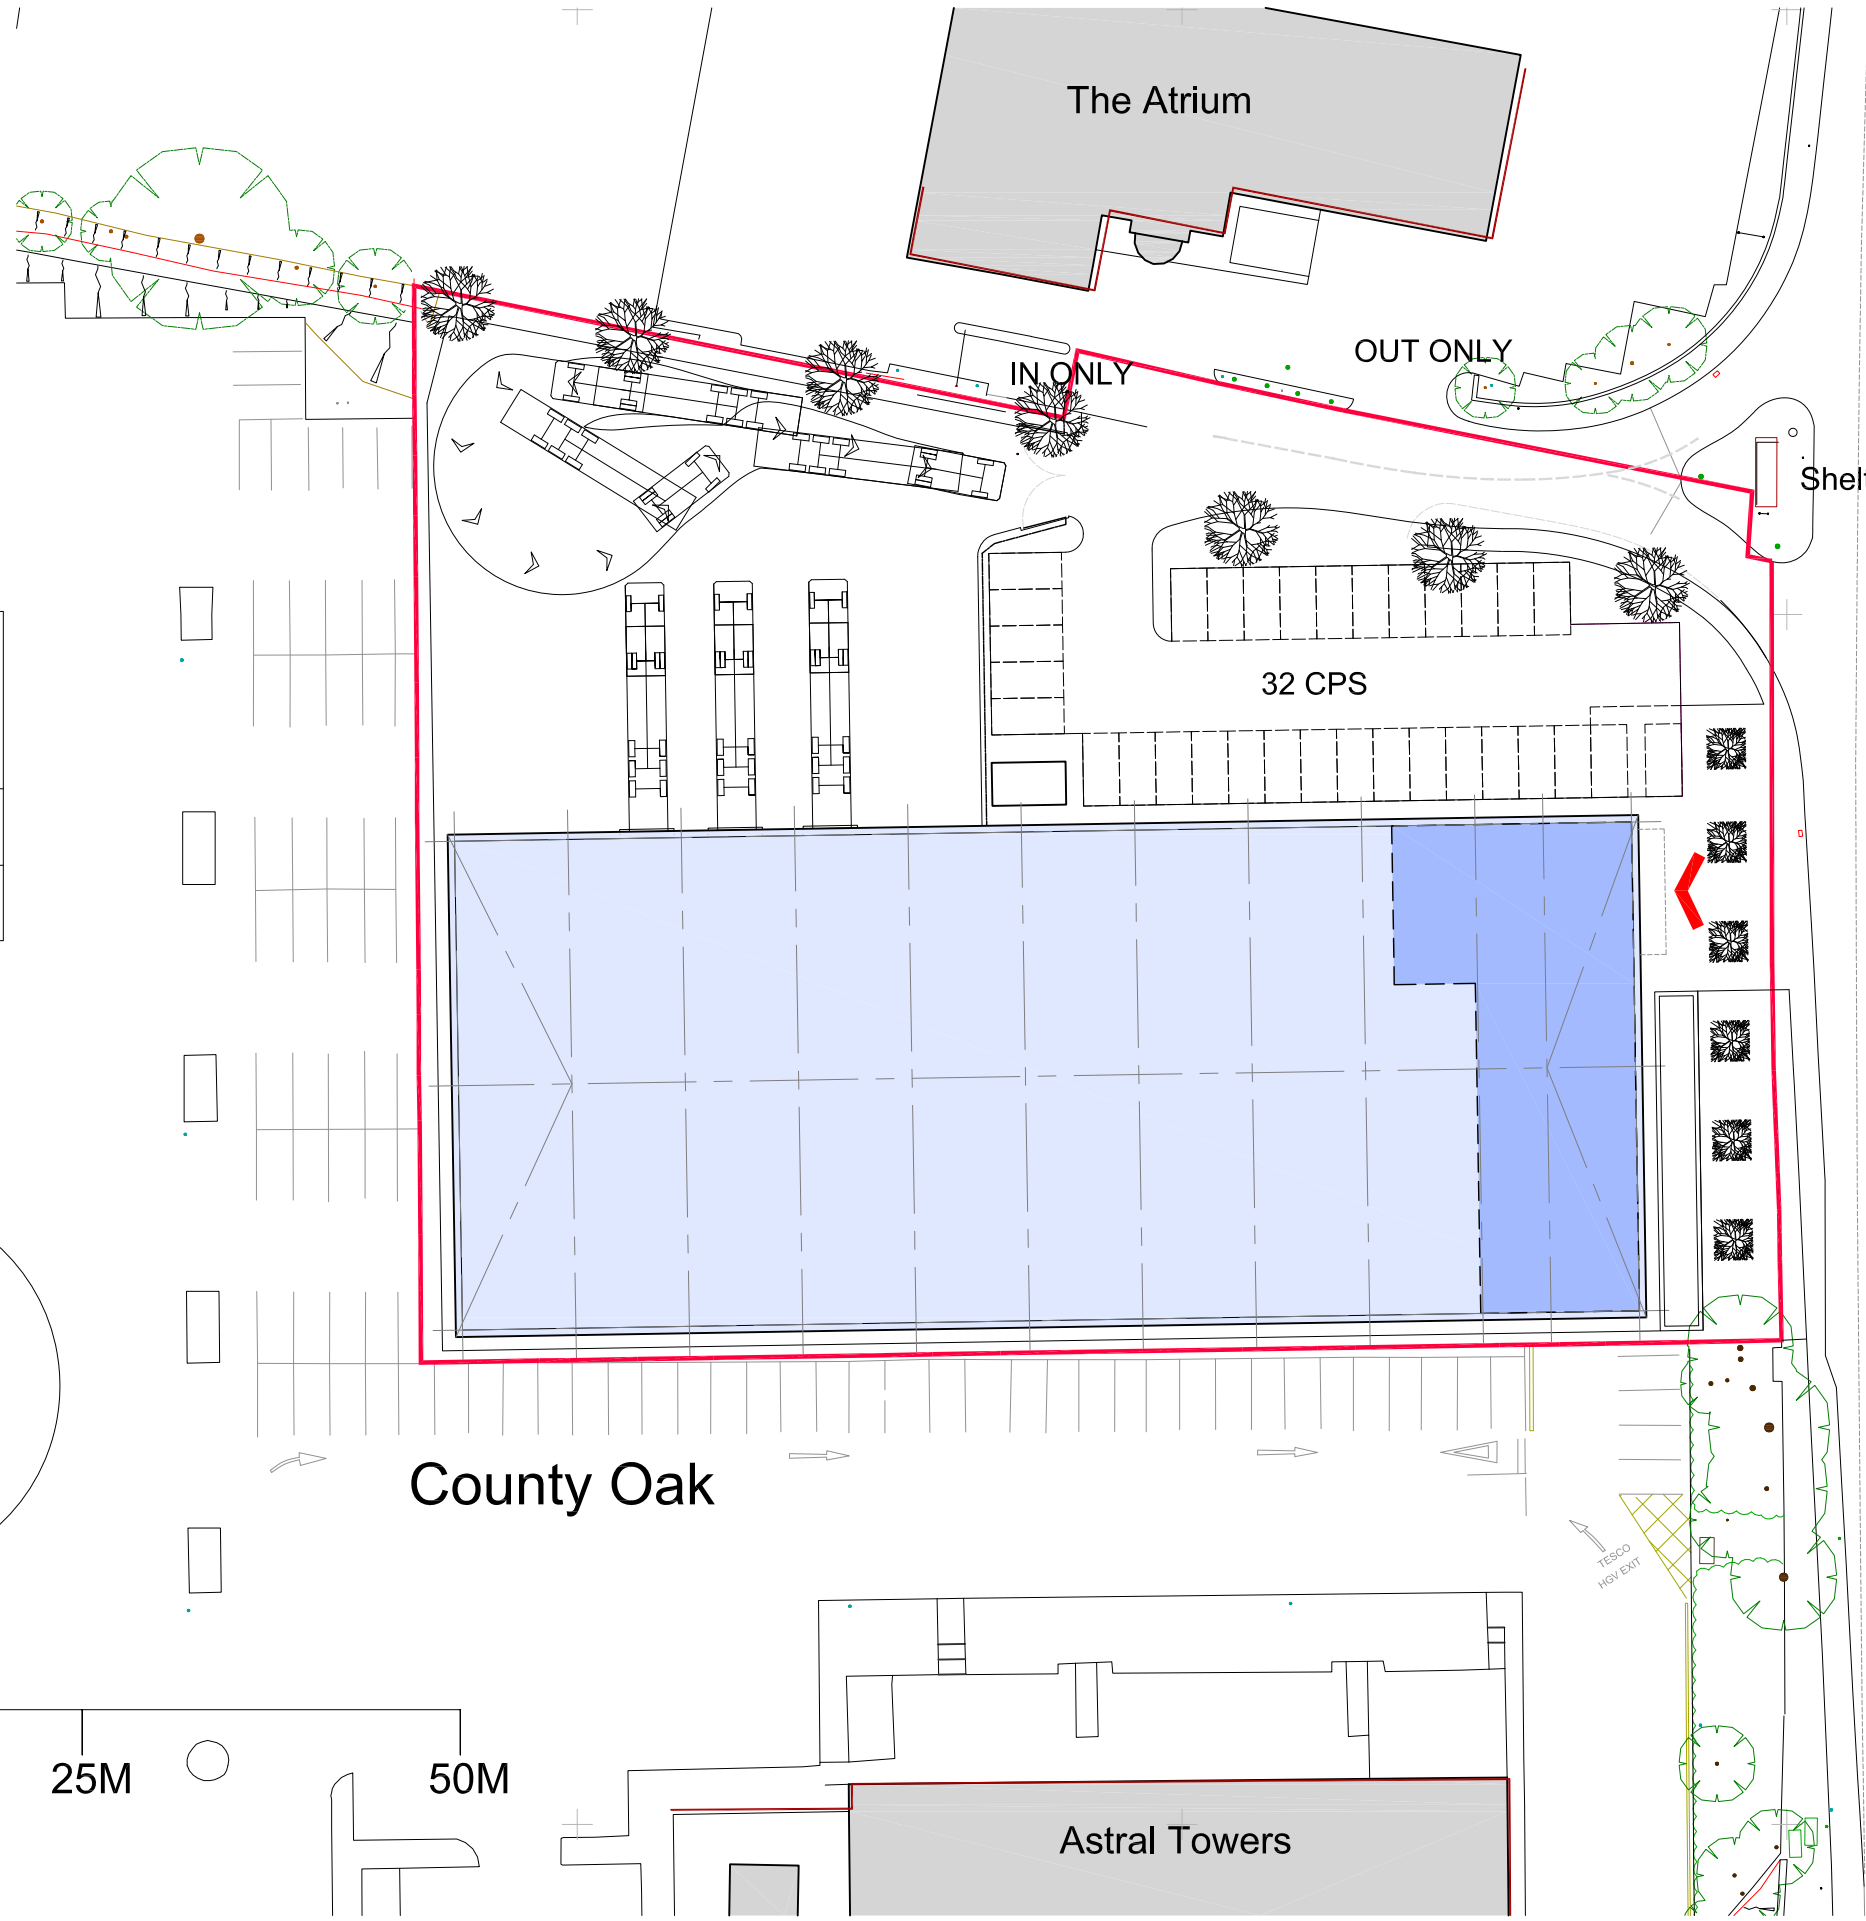 The Atrium
OUT ONLY
IN ONLY
Shel
32 CPS
County Oak
TESCO
HGV EXIT
25M
50M
Astral Towers